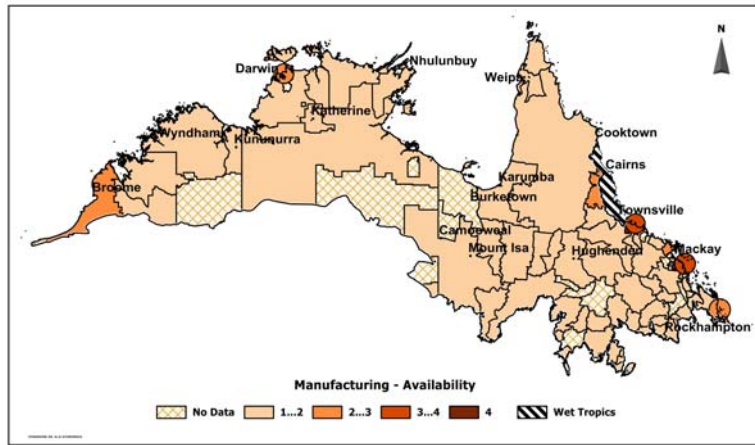 N
Darwin
Nhulunbuy
Weipa
Katherine
Cooktown
Wyndham
Kununurra
Cairns
Karumba
Broome
Burketown
Townsville
Camooweal
Mount Isa
Hughenden
Mackay
Rockhampton
Manufacturing - Availability
No Data
1...2
2...3
3...4
4
Wet Tropics